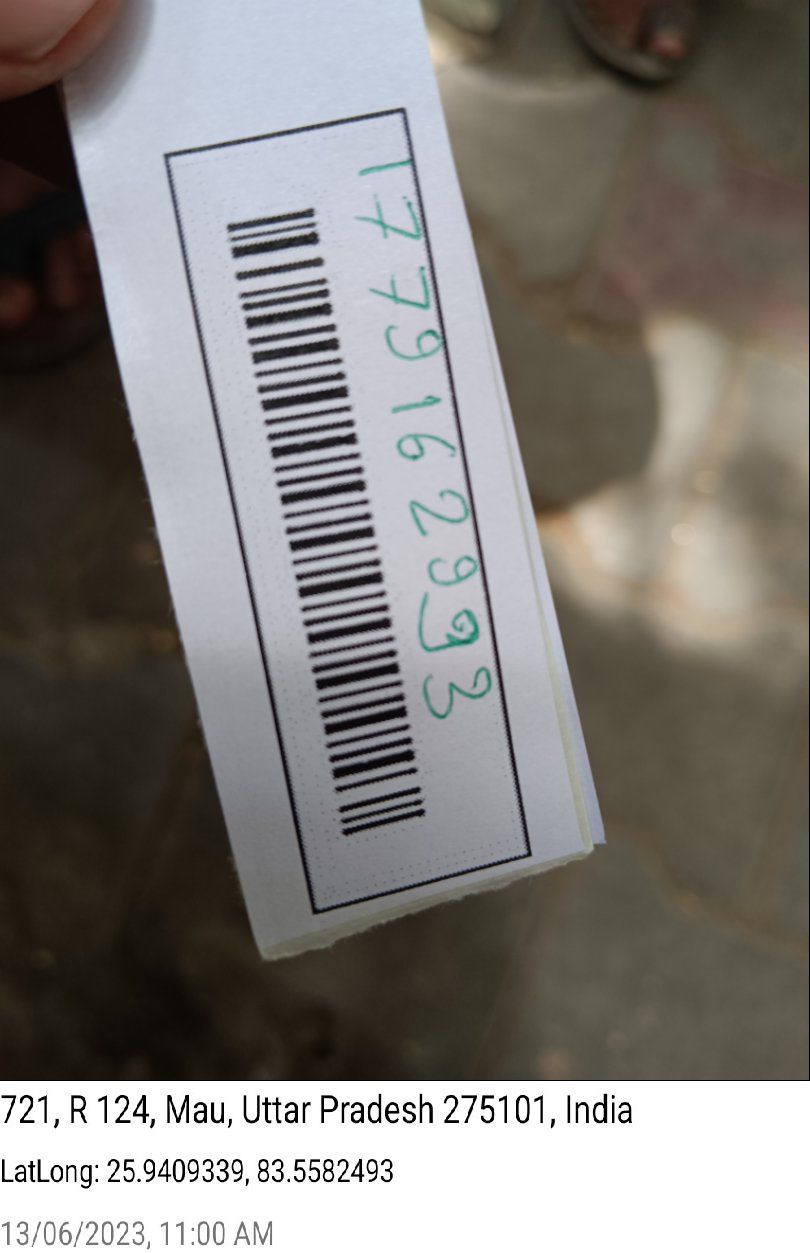 1779162993
721, R 124, Mau, Uttar Pradesh 275101, India
LatLong: 25.9409339, 83.5582493
13/06/2023, 11:00 AM